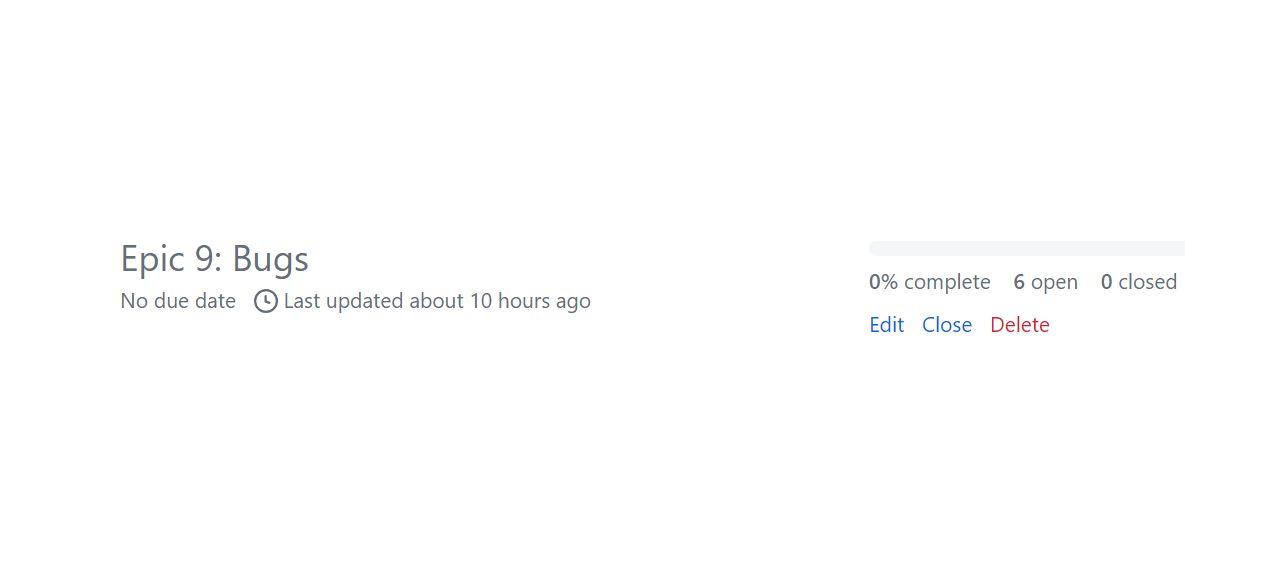 Epic 9: Bugs
No due date Last updated about 10 hours ago
0% complete 6 open 0 closed
Edit Close Delete